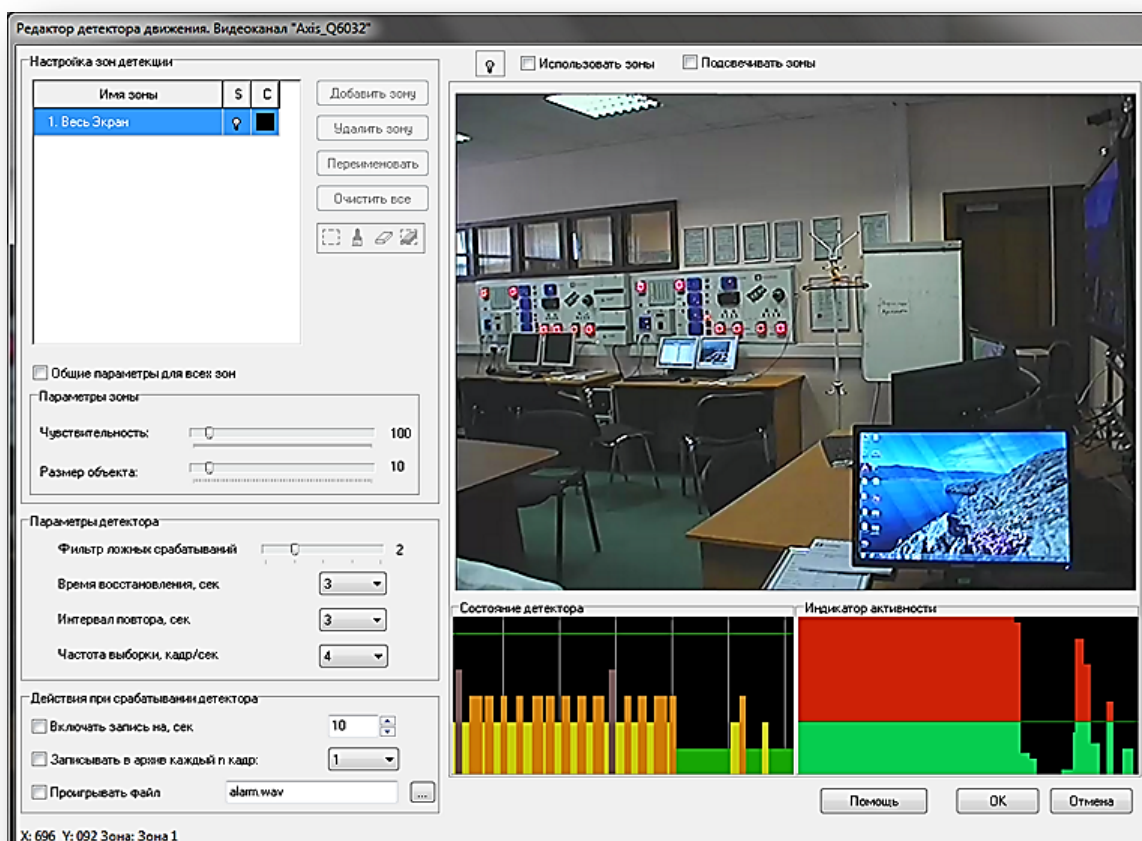 Редактор детектора движения. Видеоканал "Axis_Q6032"
Настройка зон детекции
Имя зоны S C
1. Весь Экран
Добавить зону
Удалить зону
Переименовать
Очистить все
Использовать зоны Подсвечивать зоны
Общие параметры для всех зон
Параметры зоны
Чувствительность: 100
Размер объекта: 10
Параметры детектора
Фильтр ложных срабатываний 2
Время восстановления, сек 3
Интервал повтора, сек 3
Частота выборки, кадр/сек 4
Действия при срабатывании детектора
Включать запись на, сек 10
Записывать в архив каждый n кадр: 1
Проигрывать файл alarm.wav ...
Состояние детектора
Индикатор активности
Помощь OK Отмена
X: 696 Y: 092 Зона: Зона 1